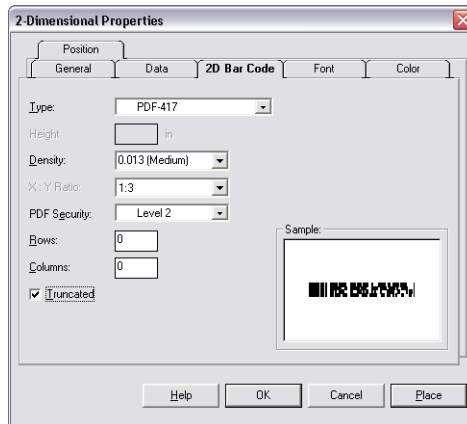 2-Dimensional Properties
Position
General Data 2D Bar Code Font Color
Type: PDF-417
Height in
Density: 0.013 (Medium)
X : Y Ratio: 1:3
PDF Security: Level 2
Sample:
Rows: 0
Columns: 0
Truncated
Help OK Cancel Place